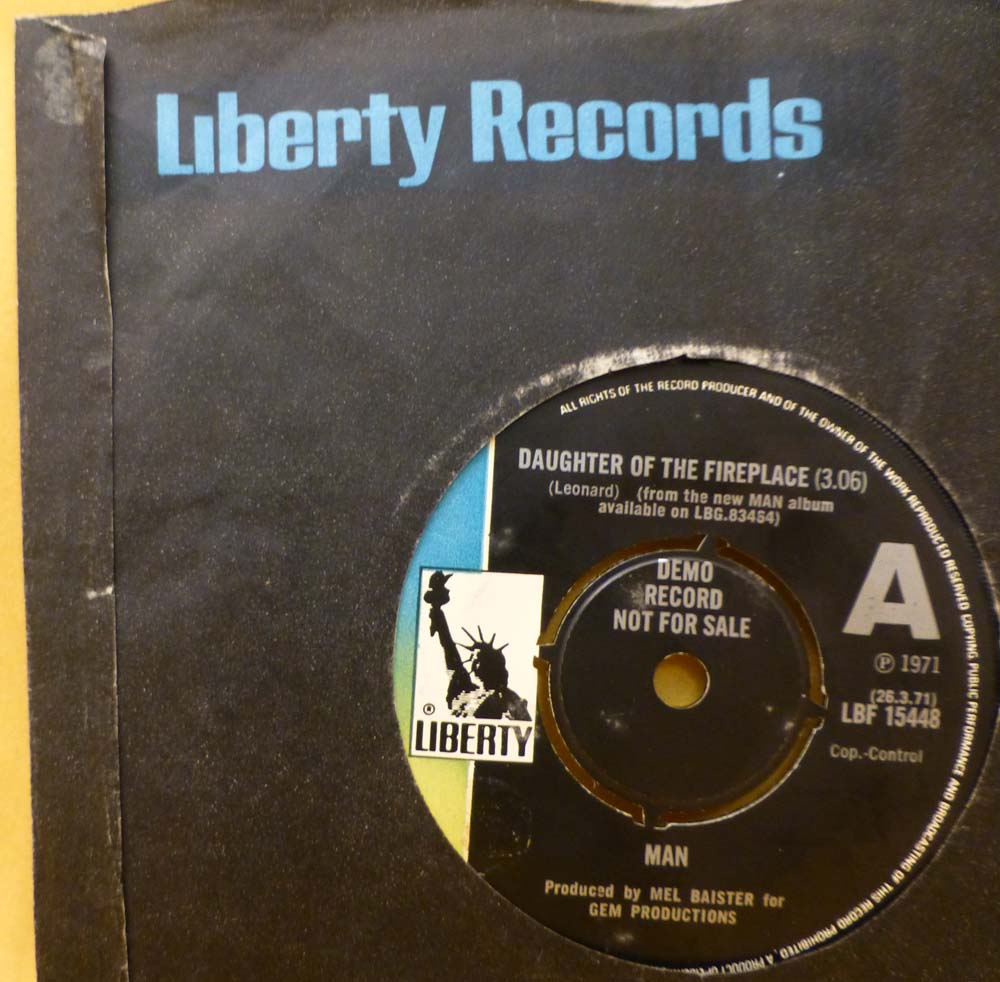 Liberty Records
ALL RIGHTS OF THE RECORD PRODUCER AND OF THE OWNER OF THE WORK REPRODUCED RESERVED COPYING PUBLIC PERFORMANCE AND BROADCASTING OF THIS RECORD PROHIBITED. A PRODUCT OF
DAUGHTER OF THE FIREPLACE (3.06)
(Leonard) (from the new MAN album
available on LBG.83464)
DEMO
RECORD
NOT FOR SALE
A
℗ 1971
(26.3.71)
LBF 15448
Cop.-Control
®
LIBERTY
MAN
Produced by MEL BAISTER for
GEM PRODUCTIONS